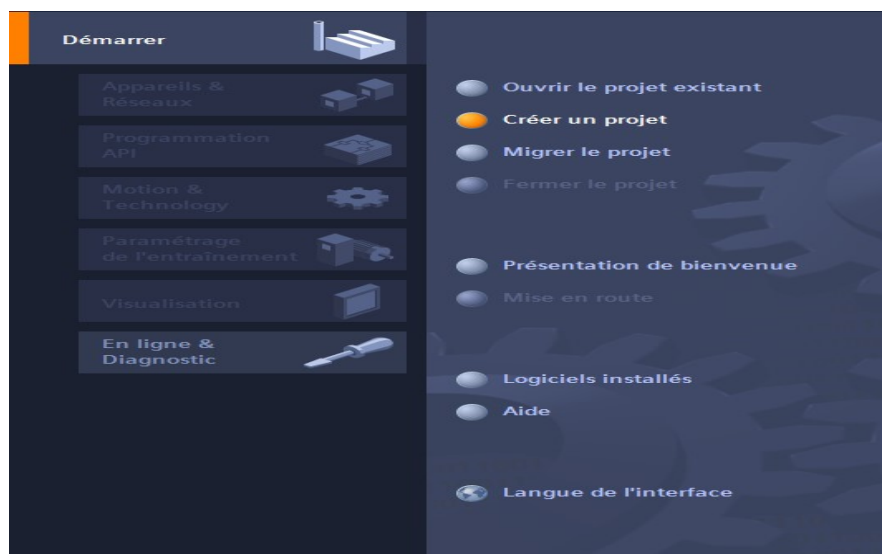 Démarrer
Appareils &
Réseaux
Programmation
API
Motion &
Technology
Paramétrage
de l'entraînement
Visualisation
En ligne &
Diagnostic
Ouvrir le projet existant
Créer un projet
Migrer le projet
Fermer le projet
Présentation de bienvenue
Mise en route
Logiciels installés
Aide
Langue de l'interface